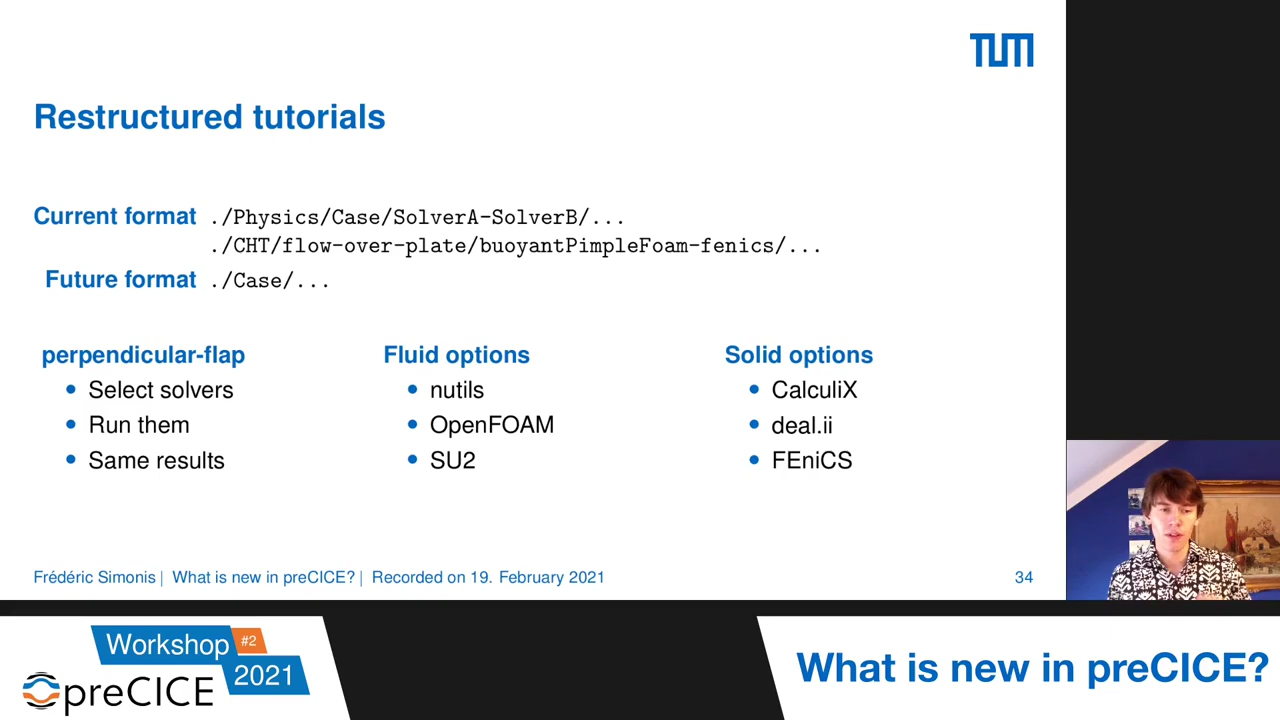 TUM
Restructured tutorials
Current format ./Physics/Case/SolverA-SolverB/...
./CHT/flow-over-plate/buoyantPimpleFoam-fenics/...
Future format ./Case/...
perpendicular-flap
• Select solvers
• Run them
• Same results
Fluid options
• nutils
• OpenFOAM
• SU2
Solid options
• CalculiX
• deal.ii
• FEniCS
Frédéric Simonis | What is new in preCICE? | Recorded on 19. February 2021 34
Workshop #2
2021
preCICE
What is new in preCICE?